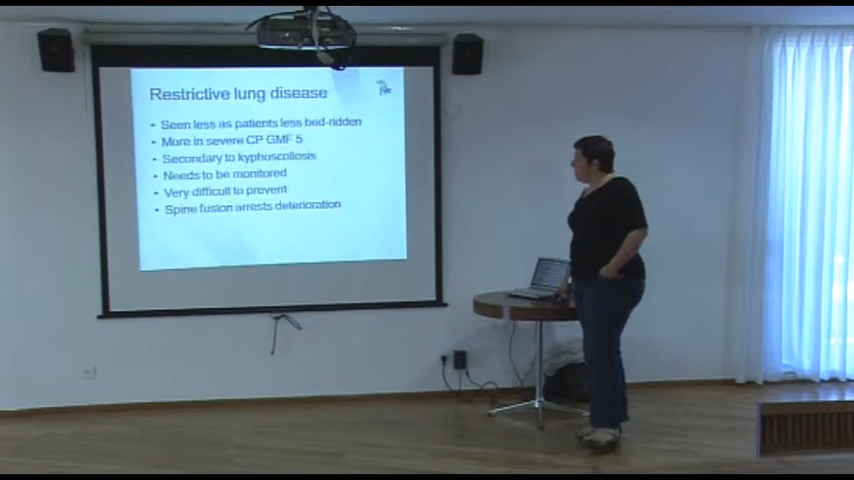 Restrictive lung disease
• Seen less as patients less bed-ridden
• More in severe CP GMF 5
• Secondary to kyphoscoliosis
• Needs to be monitored
• Very difficult to prevent
• Spine fusion arrests deterioration